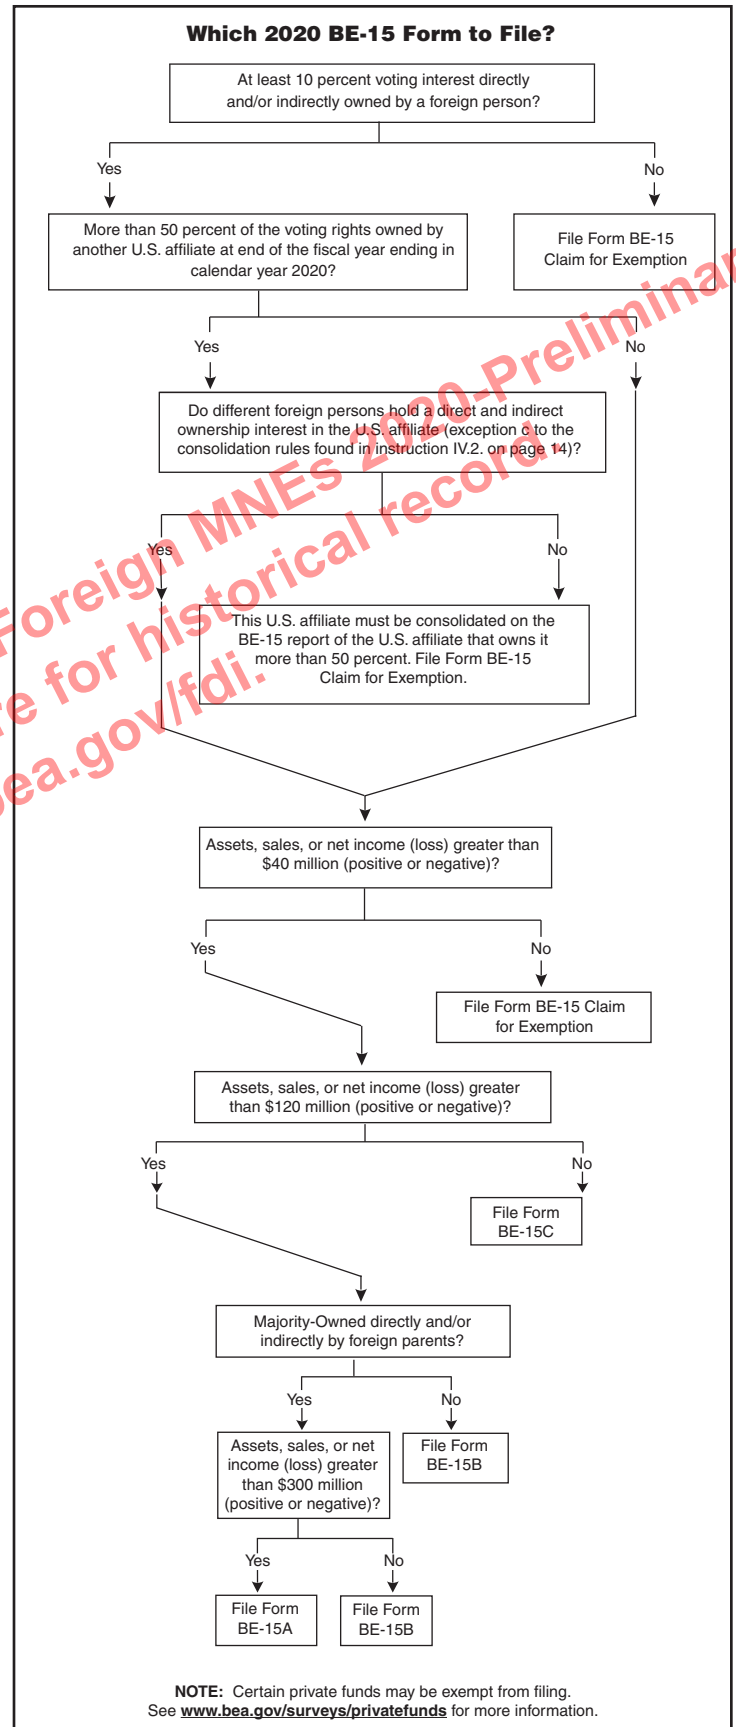 Which 2020 BE-15 Form to File?
At least 10 percent voting interest directly
and/or indirectly owned by a foreign person?
Yes
No
More than 50 percent of the voting rights owned by
another U.S. affiliate at end of the fiscal year ending in
calendar year 2020?
File Form BE-15
Claim for Exemption
Yes
No
Do different foreign persons hold a direct and indirect
ownership interest in the U.S. affiliate (exception c to the
consolidation rules found in instruction IV.2. on page 14)?
Yes
No
This U.S. affiliate must be consolidated on the
BE-15 report of the U.S. affiliate that owns it
more than 50 percent. File Form BE-15
Claim for Exemption.
Foreign MNEs 2020-Preliminar
re for historical record.
bea.gov/fdi.
Assets, sales, or net income (loss) greater than
$40 million (positive or negative)?
Yes
No
File Form BE-15 Claim
for Exemption
Assets, sales, or net income (loss) greater
than $120 million (positive or negative)?
Yes
No
File Form
BE-15C
Majority-Owned directly and/or
indirectly by foreign parents?
Yes
No
Assets, sales, or net
income (loss) greater
than $300 million
(positive or negative)?
File Form
BE-15B
Yes
No
File Form
BE-15A
File Form
BE-15B
NOTE: Certain private funds may be exempt from filing.
See www.bea.gov/surveys/privatefunds for more information.